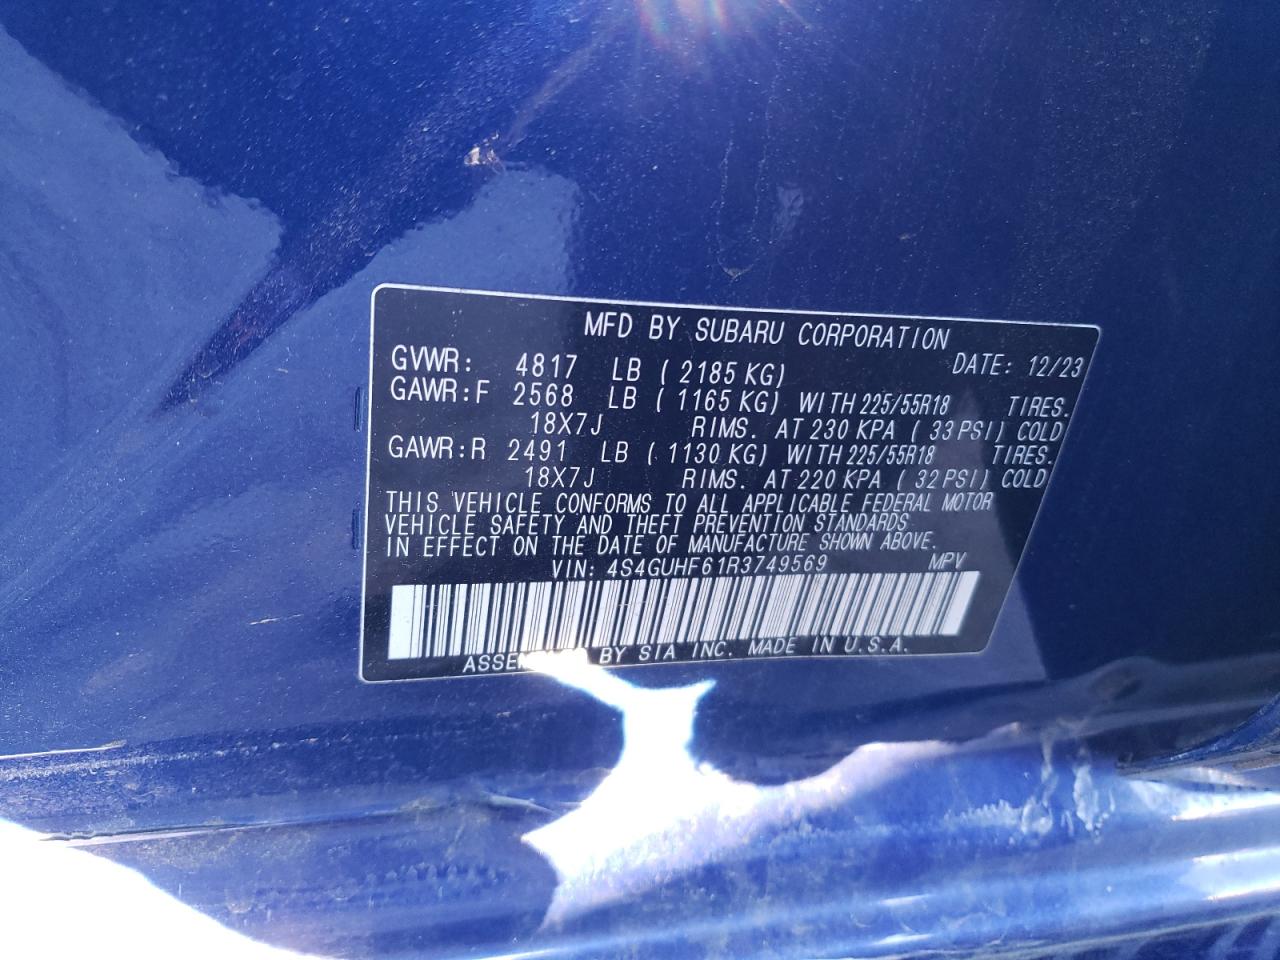 MFD BY SUBARU CORPORATION
GVWR: 4817 LB ( 2185 KG) DATE: 12/23
GAWR:F 2568 LB ( 1165 KG) WITH 225/55R18 TIRES.
18X7J RIMS. AT 230 KPA ( 33 PSI) COLD
GAWR:R 2491 LB ( 1130 KG) WITH 225/55R18 TIRES.
18X7J RIMS. AT 220 KPA ( 32 PSI) COLD
THIS VEHICLE CONFORMS TO ALL APPLICABLE FEDERAL MOTOR
VEHICLE SAFETY AND THEFT PREVENTION STANDARDS
IN EFFECT ON THE DATE OF MANUFACTURE SHOWN ABOVE.
VIN: 4S4GUHF61R3749569 MPV
BY SIA INC. MADE IN U.S.A.